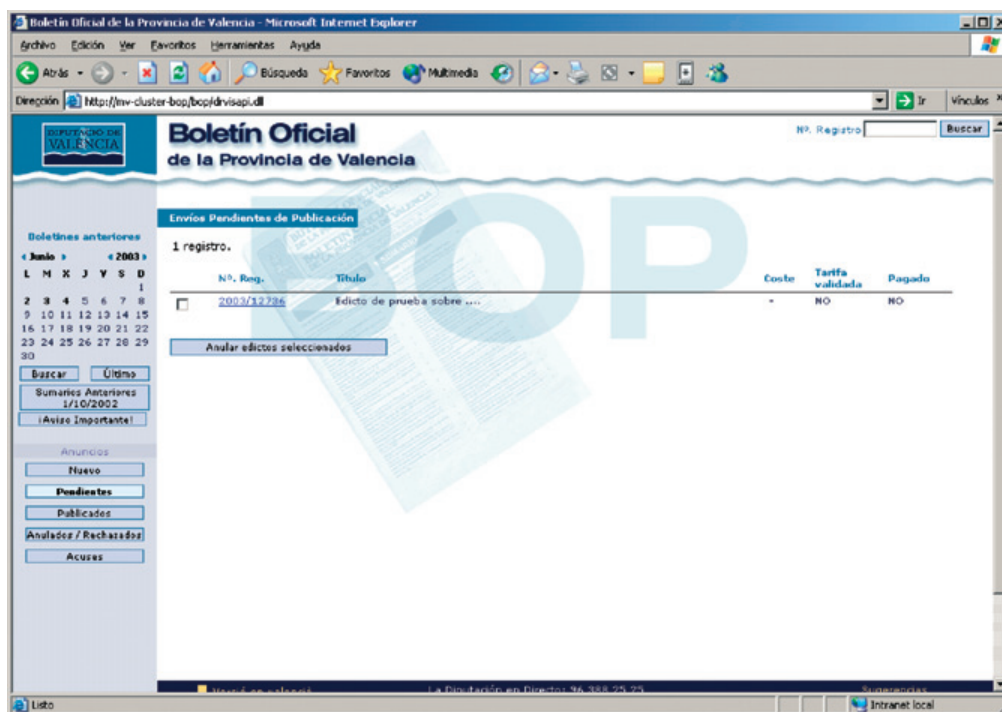 Boletín Oficial de la Provincia de Valencia - Microsoft Internet Explorer
Archivo Edición Ver Favoritos Herramientas Ayuda
Atrás Búsqueda Favoritos Multimedia
Dirección http://mv-cluster-bop/bop/drvisapi.dll Ir Vínculos »
DIPUTACIÓ DE
VALÈNCIA
Boletín Oficial
de la Provincia de Valencia
Nº. Registro Buscar
BOP
Envíos Pendientes de Publicación
1 registro.
Nº. Reg. Título Coste Tarifa validada Pagado
2003/12736 Edicto de prueba sobre .... - NO NO
Anular edictos seleccionados
Boletines anteriores
Junio 2003
L M X J V S D
1
2 3 4 5 6 7 8
9 10 11 12 13 14 15
16 17 18 19 20 21 22
23 24 25 26 27 28 29
30
Buscar Último
Sumarios Anteriores
1/10/2002
¡Aviso Importante!
Anuncios
Nuevo
Pendientes
Publicados
Anulados / Rechazados
Acuses
Versió en valencià La Diputación en Directo: 96 388 25 25 Sugerencias
Listo Intranet local